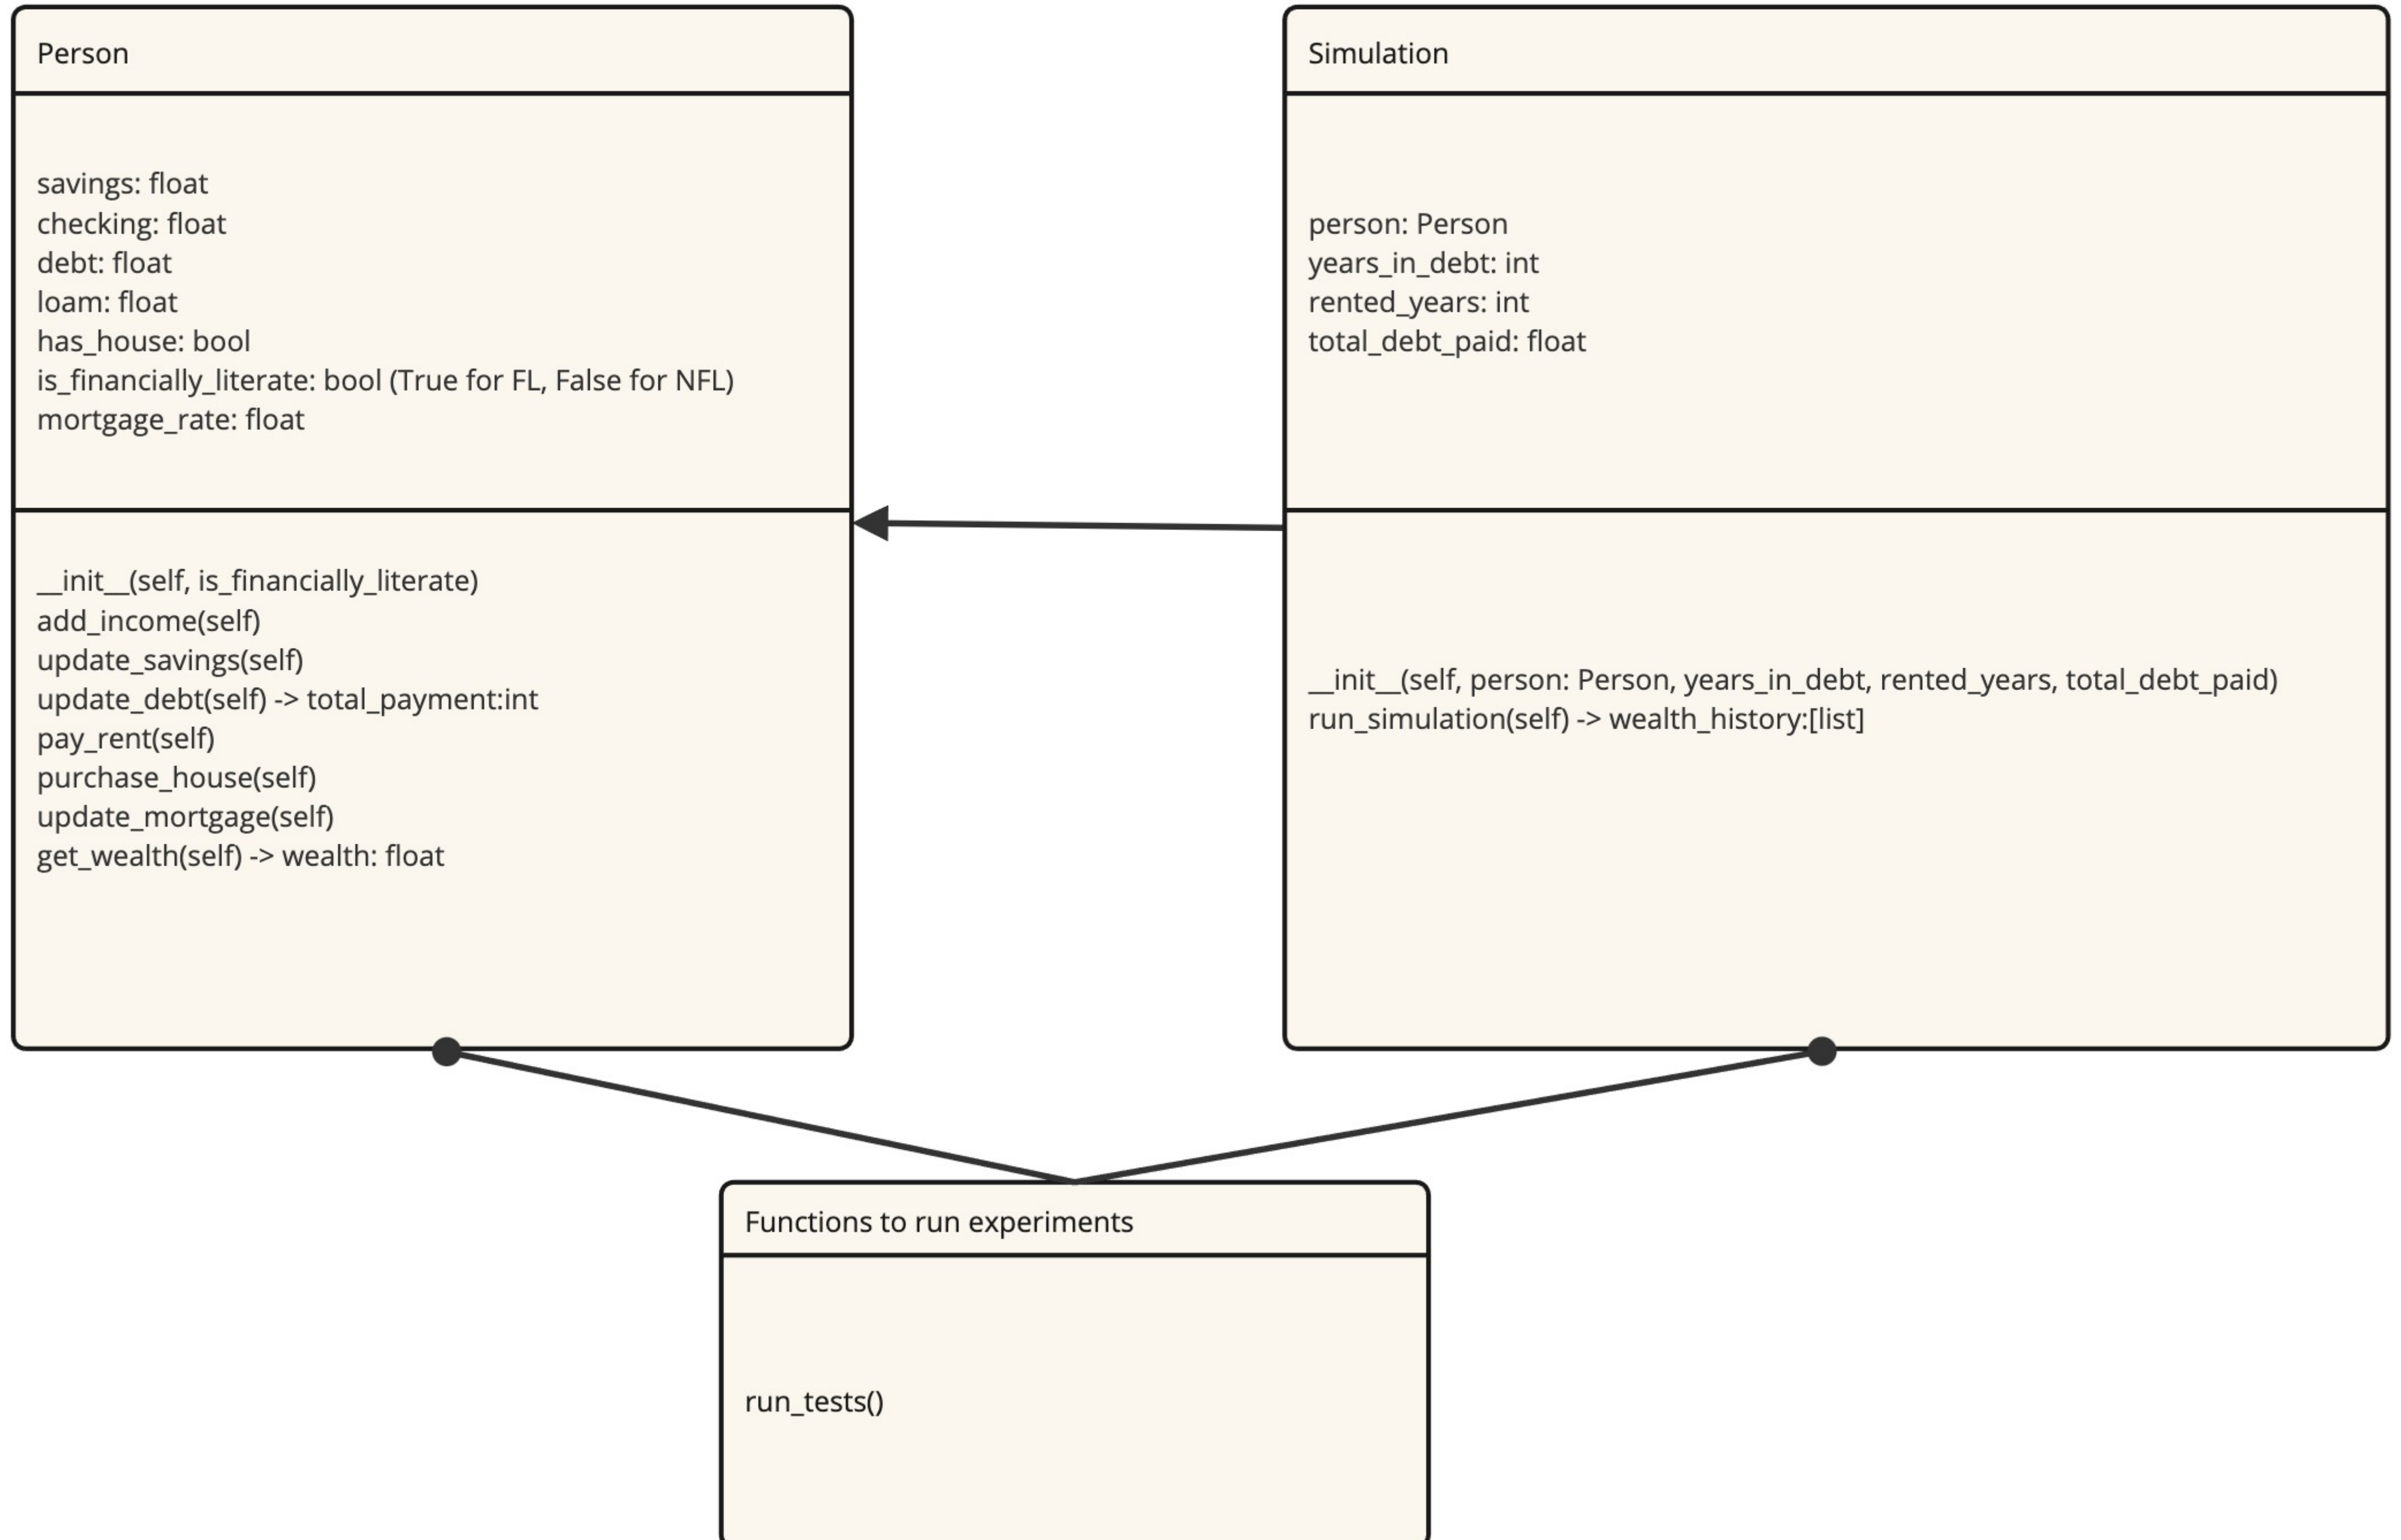 Person
savings: float
checking: float
debt: float
loam: float
has_house: bool
is_financially_literate: bool (True for FL, False for NFL)
mortgage_rate: float
__init__(self, is_financially_literate)
add_income(self)
update_savings(self)
update_debt(self) -> total_payment:int
pay_rent(self)
purchase_house(self)
update_mortgage(self)
get_wealth(self) -> wealth: float
Simulation
person: Person
years_in_debt: int
rented_years: int
total_debt_paid: float
__init__(self, person: Person, years_in_debt, rented_years, total_debt_paid)
run_simulation(self) -> wealth_history:[list]
Functions to run experiments
run_tests()